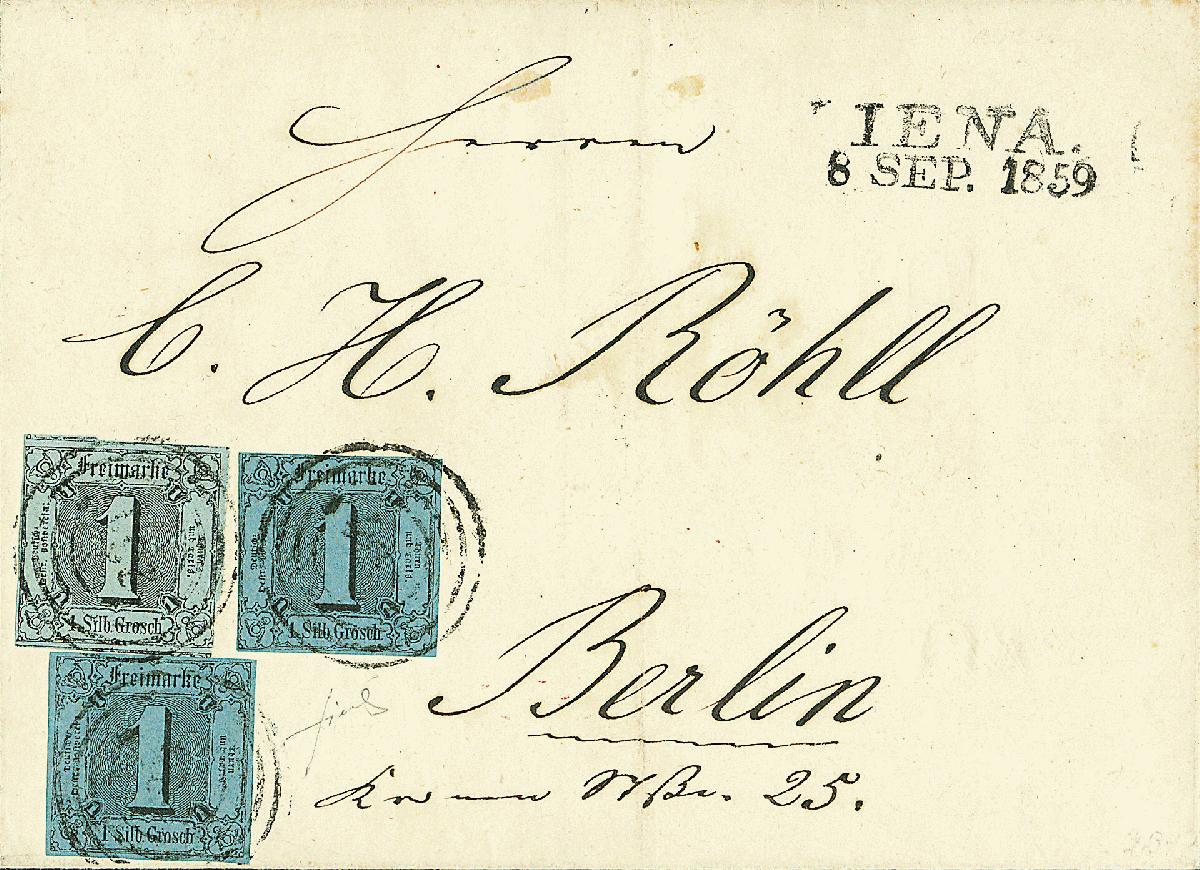 Herrn
IENA.
8 SEP. 1859
C. H. Röhll
Freimarke
1
1 Silb. Grosch
Freimarke
1
1 Silb. Grosch
Berlin
Freimarke
1
1 Silb. Grosch
25.